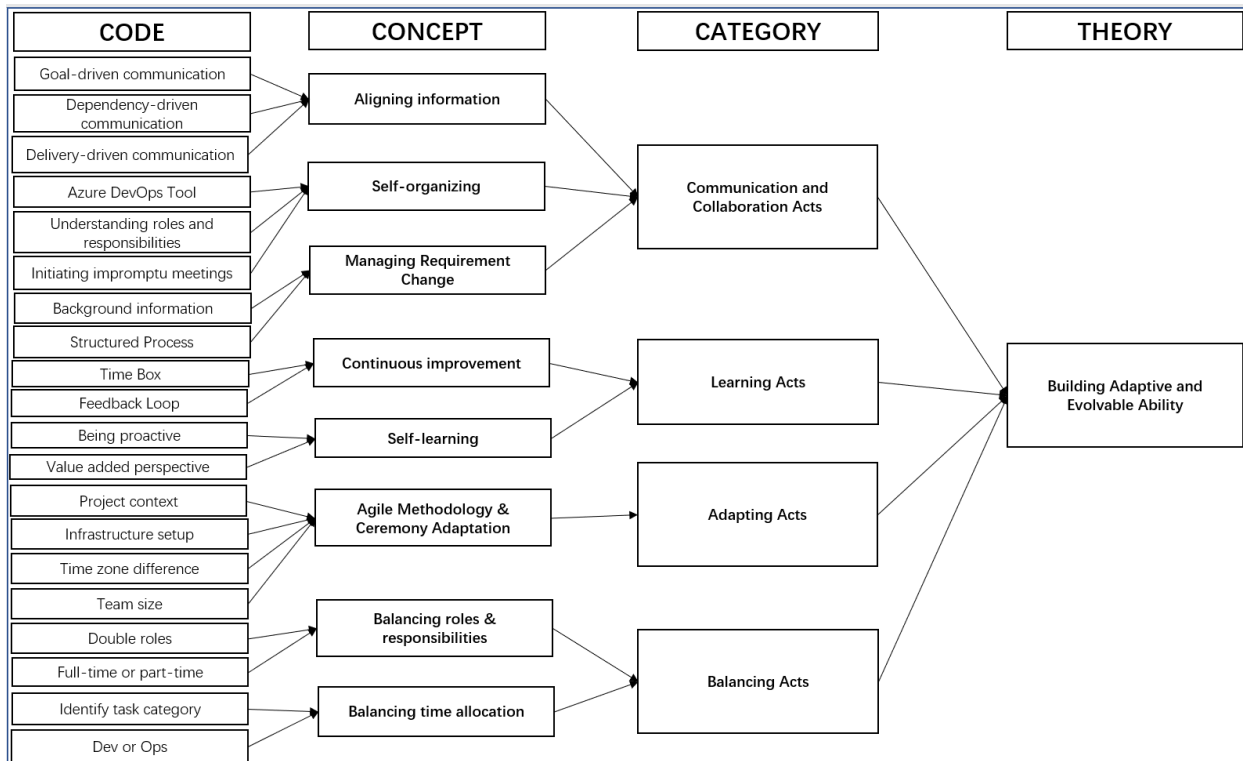 CODE
CONCEPT
CATEGORY
THEORY
Goal-driven communication
Dependency-driven
communication
Delivery-driven communication
Azure DevOps Tool
Understanding roles and
responsibilities
Initiating impromptu meetings
Background information
Structured Process
Time Box
Feedback Loop
Being proactive
Value added perspective
Project context
Infrastructure setup
Time zone difference
Team size
Double roles
Full-time or part-time
Identify task category
Dev or Ops
Aligning information
Self-organizing
Managing Requirement
Change
Continuous improvement
Self-learning
Agile Methodology &
Ceremony Adaptation
Balancing roles &
responsibilities
Balancing time allocation
Communication and
Collaboration Acts
Learning Acts
Adapting Acts
Balancing Acts
Building Adaptive and
Evolvable Ability